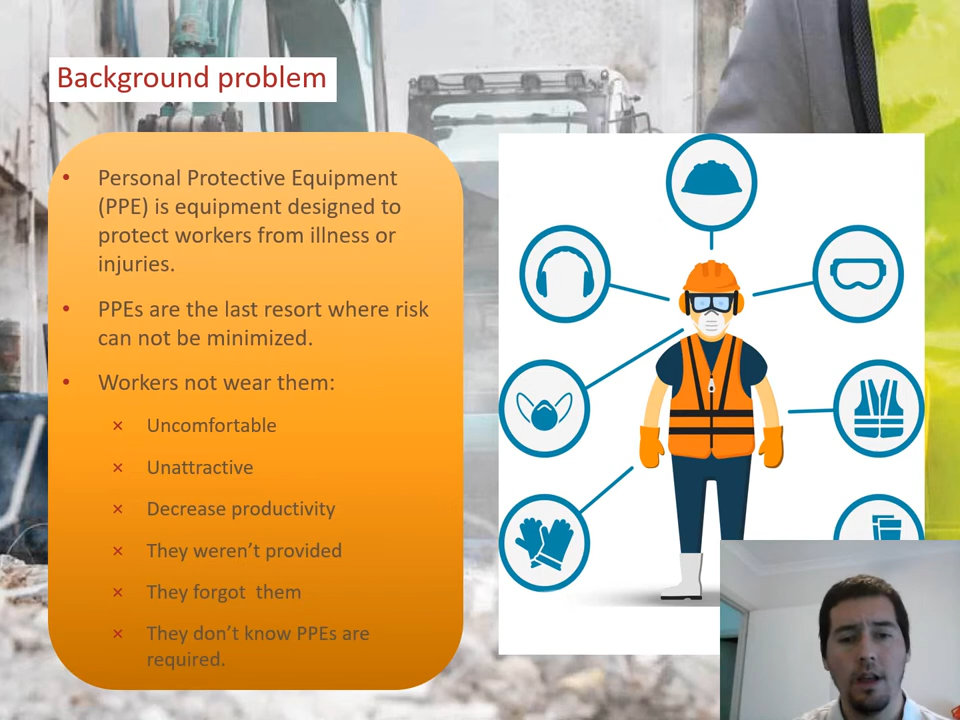 Background problem
• Personal Protective Equipment
(PPE) is equipment designed to
protect workers from illness or
injuries.
• PPEs are the last resort where risk
can not be minimized.
• Workers not wear them:
× Uncomfortable
× Unattractive
× Decrease productivity
× They weren’t provided
× They forgot them
× They don’t know PPEs are
required.